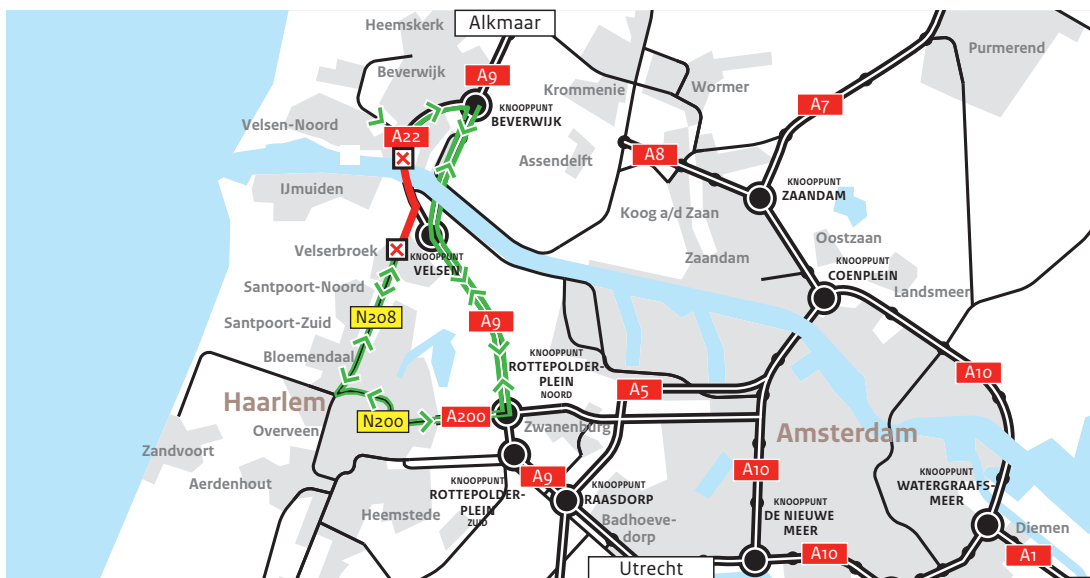 Heemskerk
Alkmaar
Purmerend
Beverwijk
A9
Krommenie
Wormer
KNOOPPUNT
BEVERWIJK
A7
Velsen-Noord
A22
Assendelft
A8
IJmuiden
KNOOPPUNT
ZAANDAM
Koog a/d Zaan
Velserbroek
KNOOPPUNT
VELSEN
Zaandam
Oostzaan
KNOOPPUNT
COENPLEIN
Landsmeer
Santpoort-Noord
N208
Santpoort-Zuid
A9
Bloemendaal
KNOOPPUNT
ROTTEPOLDER-
PLEIN
NOORD
A5
A10
Haarlem
N200
A200
Overveen
Zwanenburg
Amsterdam
Zandvoort
Aerdenhout
KNOOPPUNT
ROTTEPOLDER-
PLEIN
ZUID
A9
KNOOPPUNT
RAASDORP
A10
KNOOPPUNT
WATERGRAAFS-
MEER
Heemstede
Badhoeve-
dorp
KNOOPPUNT
DE NIEUWE
MEER
Diemen
Utrecht
A10
A1